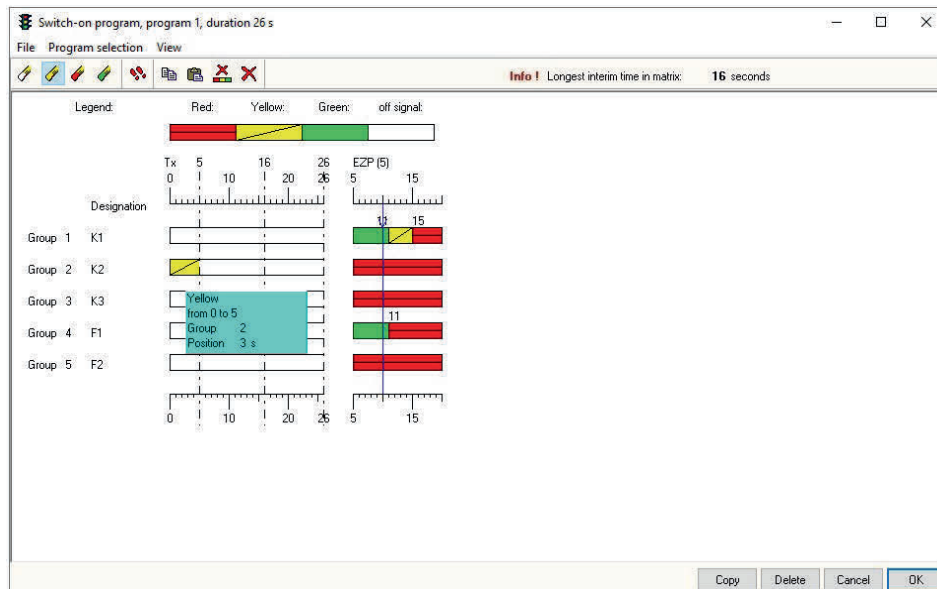 Switch-on program, program 1, duration 26 s
File Program selection View
Info ! Longest interim time in matrix: 16 seconds
Legend: Red: Yellow: Green: off signal:
Tx 5 16 26 EZP (5)
0 10 20 26 5 15
Designation
11 15
Group 1 K1
Group 2 K2
Group 3 K3
Yellow
from 0 to 5
11
Group 4 F1
Group 2
Position 3 s
Group 5 F2
0 10 20 26 5 15
Copy Delete Cancel OK